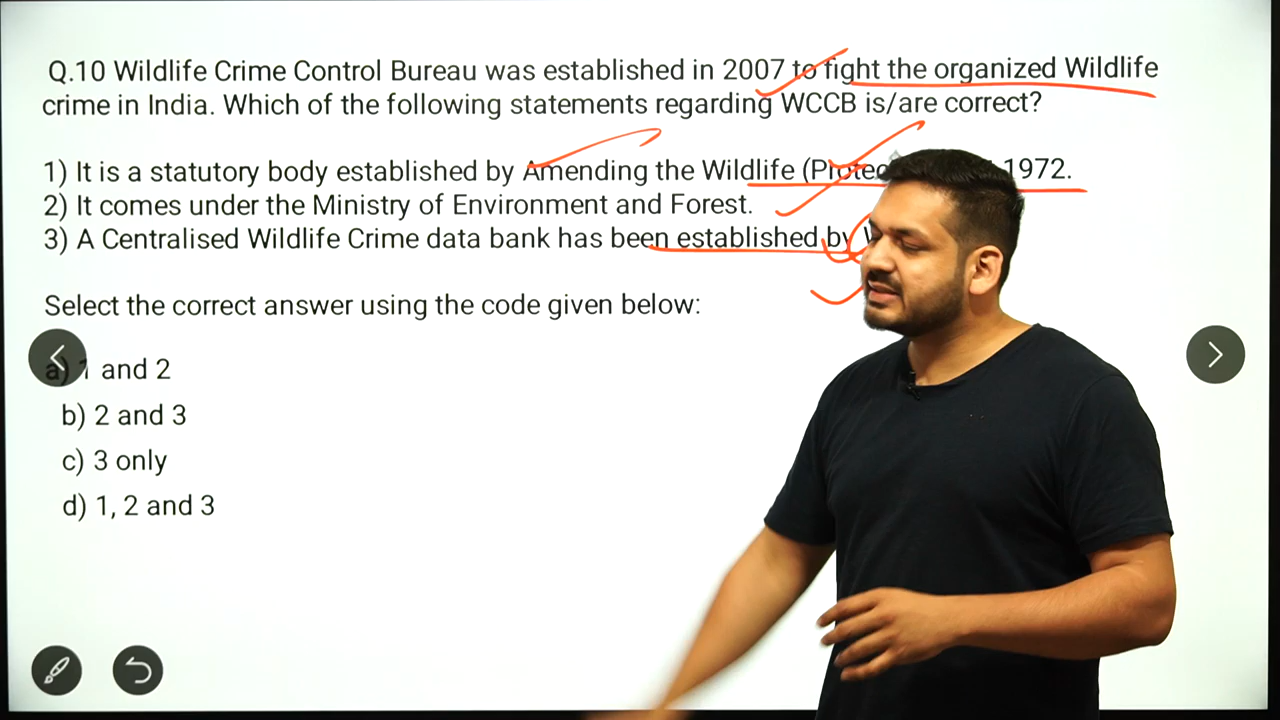 Q.10 Wildlife Crime Control Bureau was established in 2007 to fight the organized Wildlife
crime in India. Which of the following statements regarding WCCB is/are correct?
1) It is a statutory body established by Amending the Wildlife 1972.
2) It comes under the Ministry of Environment and Forest.
3) A Centralised Wildlife Crime data bank has been established by
Select the correct answer using the code given below:
a) 1 and 2
b) 2 and 3
c) 3 only
d) 1, 2 and 3